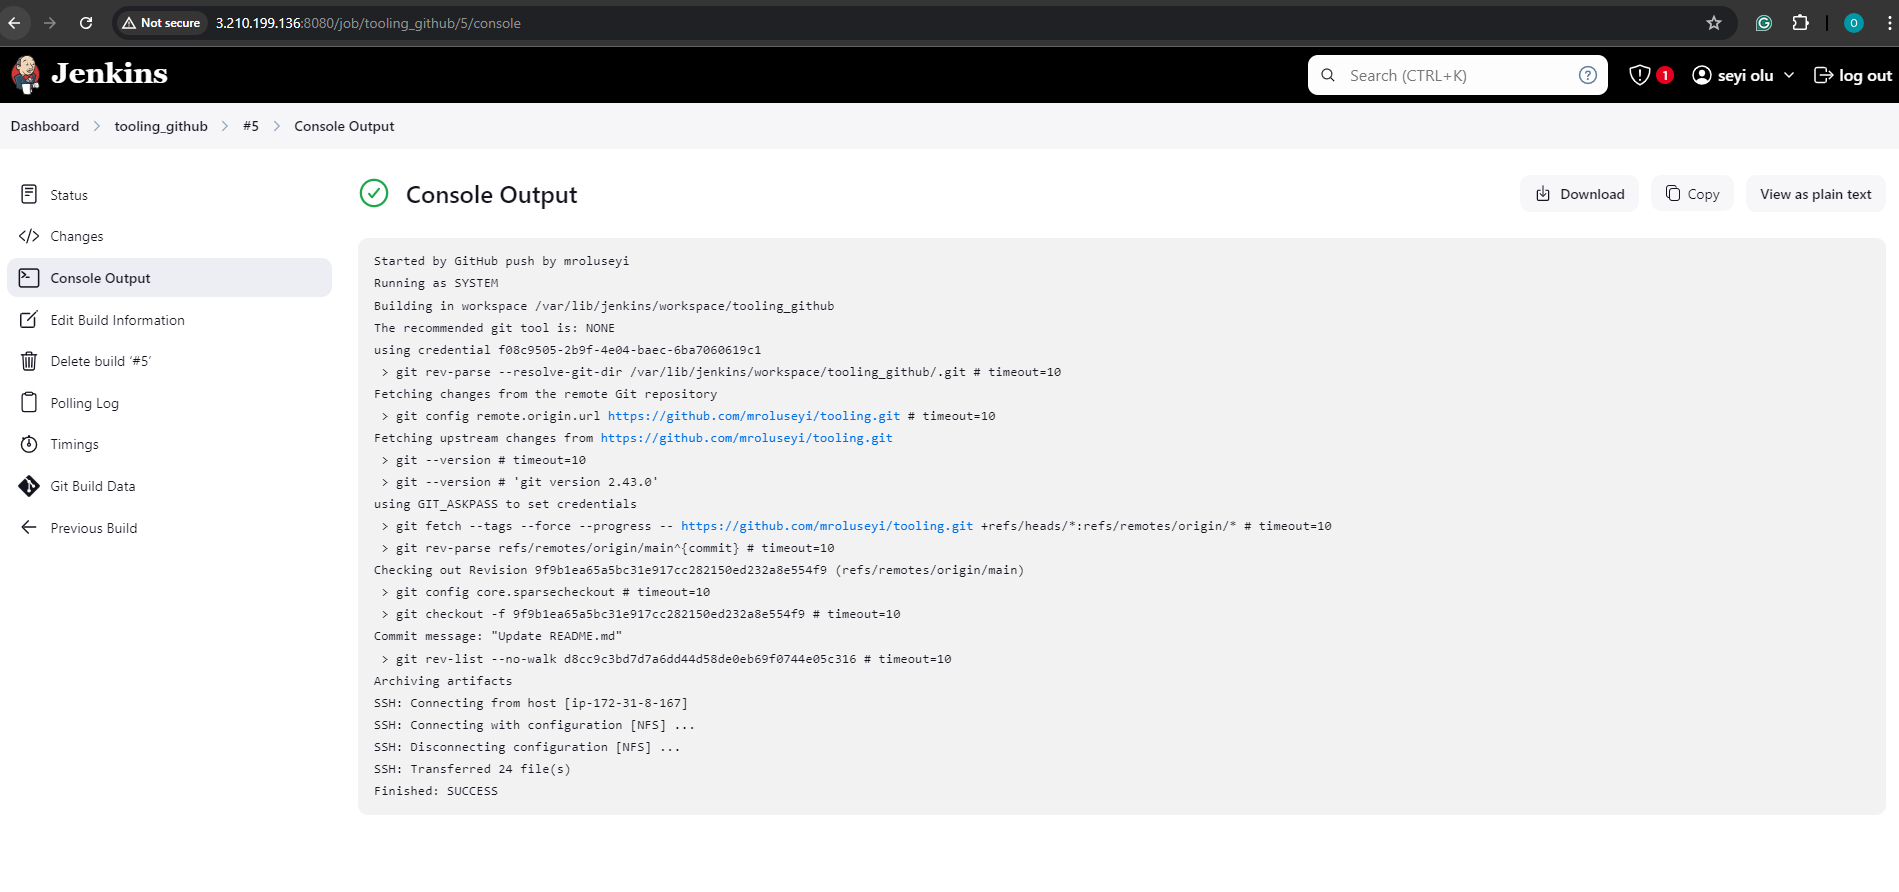 Not secure 3.210.199.136:8080/job/tooling_github/5/console
O
Jenkins
Search (CTRL+K)
?
1
seyi olu
log out
Dashboard > tooling_github > #5 > Console Output
Status
Changes
Console Output
Edit Build Information
Delete build ‘#5’
Polling Log
Timings
Git Build Data
Previous Build
Console Output
Download
Copy
View as plain text
Started by GitHub push by mroluseyi
Running as SYSTEM
Building in workspace /var/lib/jenkins/workspace/tooling_github
The recommended git tool is: NONE
using credential f08c9505-2b9f-4e04-baec-6ba7060619c1
 > git rev-parse --resolve-git-dir /var/lib/jenkins/workspace/tooling_github/.git # timeout=10
Fetching changes from the remote Git repository
 > git config remote.origin.url https://github.com/mroluseyi/tooling.git # timeout=10
Fetching upstream changes from https://github.com/mroluseyi/tooling.git
 > git --version # timeout=10
 > git --version # 'git version 2.43.0'
using GIT_ASKPASS to set credentials
 > git fetch --tags --force --progress -- https://github.com/mroluseyi/tooling.git +refs/heads/*:refs/remotes/origin/* # timeout=10
 > git rev-parse refs/remotes/origin/main^{commit} # timeout=10
Checking out Revision 9f9b1ea65a5bc31e917cc282150ed232a8e554f9 (refs/remotes/origin/main)
 > git config core.sparsecheckout # timeout=10
 > git checkout -f 9f9b1ea65a5bc31e917cc282150ed232a8e554f9 # timeout=10
Commit message: "Update README.md"
 > git rev-list --no-walk d8cc9c3bd7d7a6dd44d58de0eb69f0744e05c316 # timeout=10
Archiving artifacts
SSH: Connecting from host [ip-172-31-8-167]
SSH: Connecting with configuration [NFS] ...
SSH: Disconnecting configuration [NFS] ...
SSH: Transferred 24 file(s)
Finished: SUCCESS